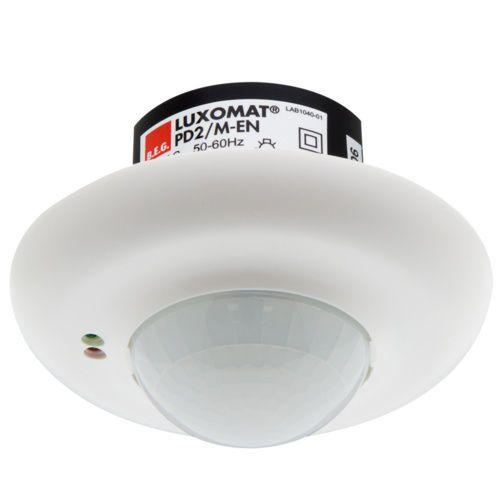 LUXOMAT®
LAB1040-01
B.E.G.
PD2/M-EN
50-60Hz